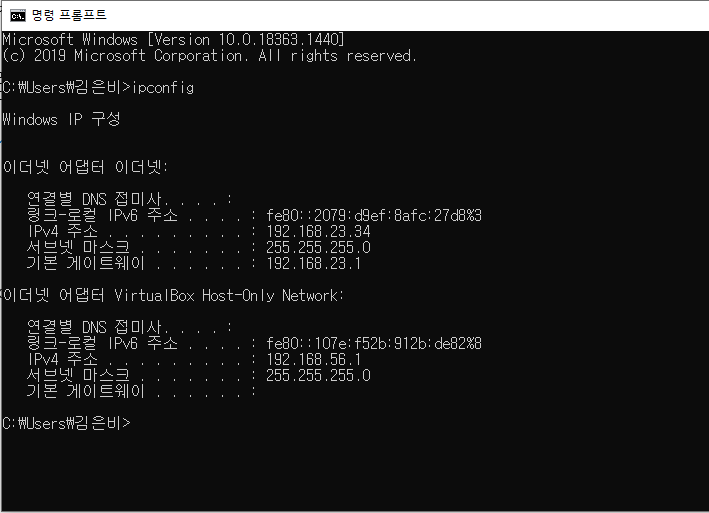 명령 프롬프트
Microsoft Windows [Version 10.0.18363.1440]
(c) 2019 Microsoft Corporation. All rights reserved.
C:₩Users₩김은비>ipconfig
Windows IP 구성
이더넷 어댑터 이더넷:
연결별 DNS 접미사. . . . :
링크-로컬 IPv6 주소 . . . . : fe80::2079:d9ef:8afc:27d8%3
IPv4 주소 . . . . . . . . . : 192.168.23.34
서브넷 마스크 . . . . . . . : 255.255.255.0
기본 게이트웨이 . . . . . . : 192.168.23.1
이더넷 어댑터 VirtualBox Host-Only Network:
연결별 DNS 접미사. . . . :
링크-로컬 IPv6 주소 . . . . : fe80::107e:f52b:912b:de82%8
IPv4 주소 . . . . . . . . . : 192.168.56.1
서브넷 마스크 . . . . . . . : 255.255.255.0
기본 게이트웨이 . . . . . . :
C:₩Users₩김은비>